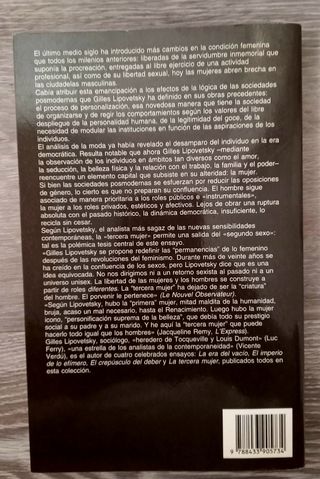 El último medio siglo ha introducido más cambios en la condición femenina
que todos los milenios anteriores: liberadas de la servidumbre inmemorial que
suponía la procreación, entregadas al libre ejercicio de una actividad
profesional, así como de su libertad sexual, hoy las mujeres abren brecha en
las ciudadelas masculinas.
Cabía atribuir esta emancipación a los efectos de la lógica de las sociedades
posmodernas que Gilles Lipovetsky ha definido en sus obras precedentes:
el proceso de personalización, esa novedosa manera que tiene la sociedad
de organizarse y de regir los comportamientos según los valores del libre
despliegue de la personalidad humana, de la legitimidad del goce, de la
necesidad de modular las instituciones en función de las aspiraciones de los
individuos.
El análisis de la moda ya había revelado el desamparo del individuo en la era
democrática. Resulta notable que ahora Gilles Lipovetsky «mediante
la observación de los individuos en ámbitos tan diversos como el amor,
la seducción, la belleza física y la relación con el trabajo, la familia y el poder»
reencuentre un elemento capital que subsiste en su alteridad: la mujer.
Si bien las sociedades posmodernas se esfuerzan por reducir las oposiciones
de género, lo cierto es que no preparan su confluencia. El hombre sigue
asociado de manera prioritaria a los roles públicos e «instrumentales»,
la mujer a los roles privados, estéticos y afectivos. Lejos de obrar una ruptura
absoluta con el pasado histórico, la dinámica democrática, insuficiente, lo
recicla sin cesar.
Según Lipovetsky, el analista más sagaz de las nuevas sensibilidades
contemporáneas, la «tercera mujer» permite una salida del «segundo sexo»:
tal es la polémica tesis central de este ensayo.
«Gilles Lipovetsky se propone redefinir las “permanencias” de lo femenino
después de las revoluciones del feminismo. Durante más de veinte años se
ha creído en la confluencia de los sexos, pero Lipovetsky dice que es una
idea equivocada. No nos dirigimos ni a un retorno sexista al pasado ni a un
universo unisex. La libertad de las mujeres y los hombres se construye a
partir de roles diferentes. La “tercera mujer” ha dejado de ser la “criatura”
del hombre. El porvenir le pertenece» (Le Nouvel Observateur).
«Según Lipovetsky, hubo la “primera” mujer, mitad maldita de la humanidad,
bruja, acaso un mal necesario, hasta el Renacimiento. Luego hubo la mujer
icono, “personificación suprema de la belleza”, que debía todo su prestigio
social a su padre y a su marido. Y he aquí la “tercera mujer” que puede
hacerlo todo igual que los hombres» (Jacqueline Remy, L'Express).
Gilles Lipovetsky, sociólogo, «heredero de Tocqueville y Louis Dumont» (Luc
Ferry), «una estrella de los analistas de la contemporaneidad» (Vicente
Verdú), es el autor de cuatro celebrados ensayos: La era del vacío, El imperio
de lo efímero, El crepúsculo del deber y La tercera mujer, publicados todos en
esta colección.
9 788433 905734